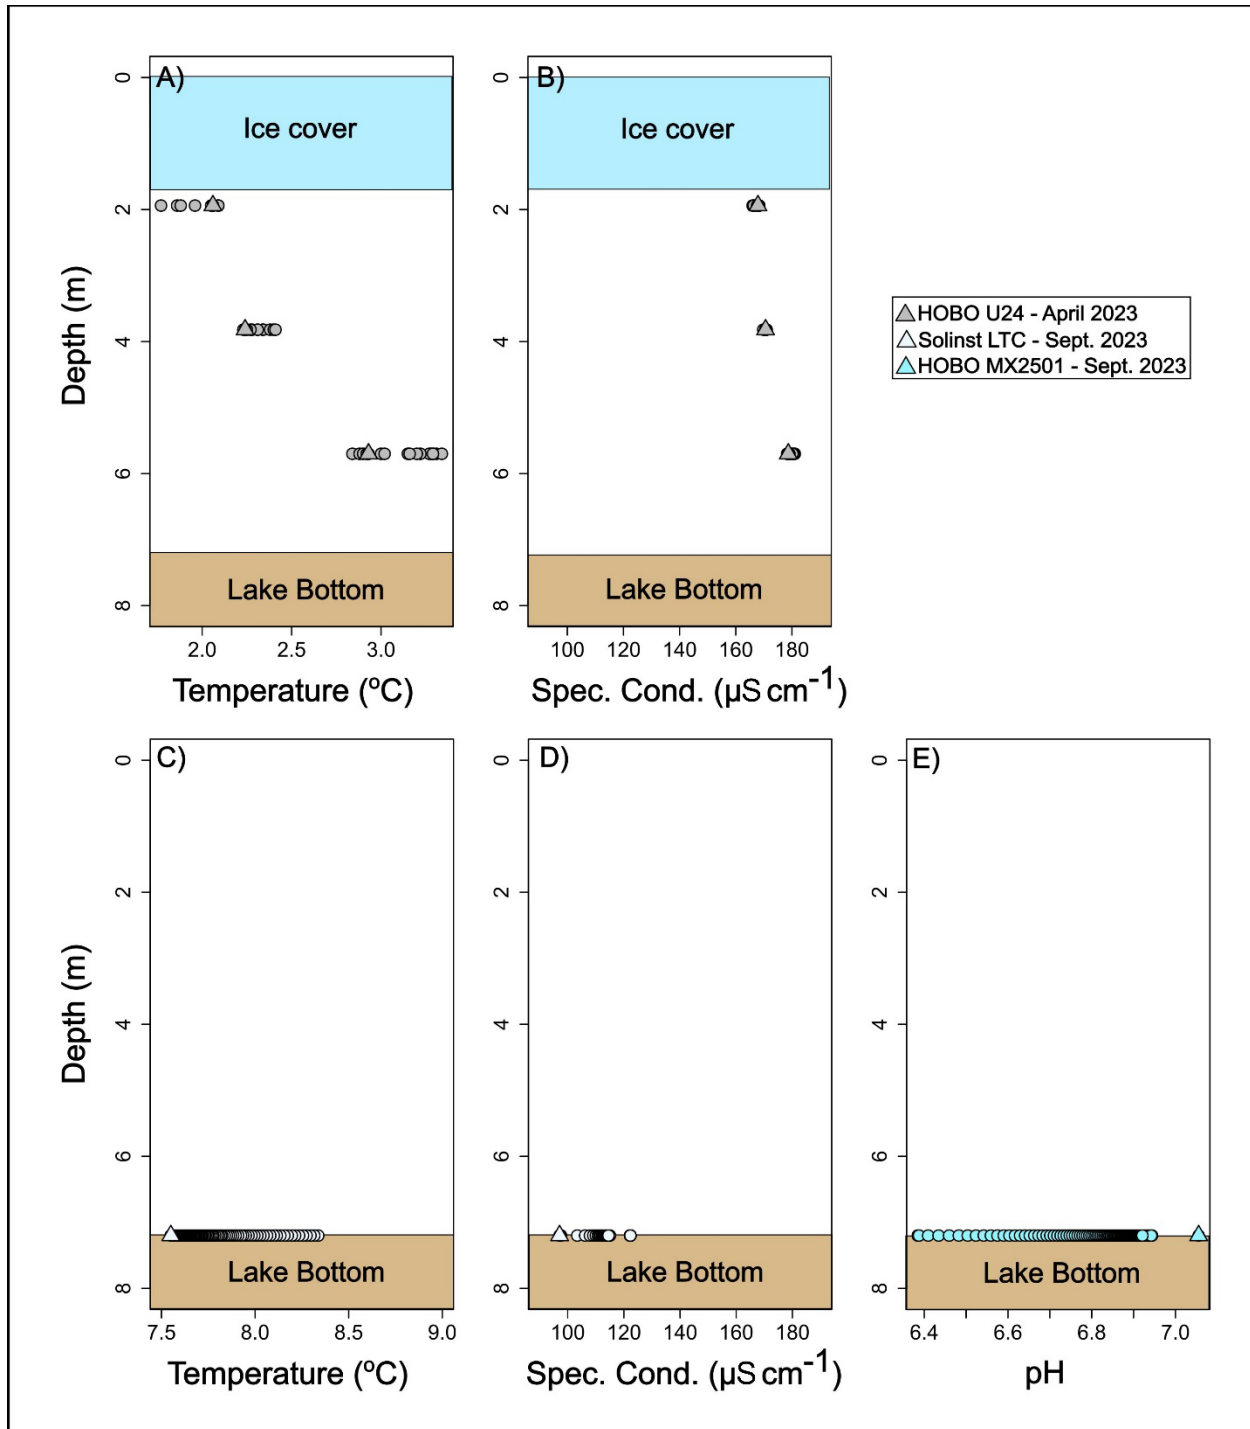 A)
B)
0
2
4
6
8
Depth (m)
Ice cover
Lake Bottom
2.0 2.5 3.0
Temperature (ºC)
0
2
4
6
8
Ice cover
Lake Bottom
100 120 140 160 180
Spec. Cond. (µS cm⁻¹)
HOBO U24 - April 2023
Solinst LTC - Sept. 2023
HOBO MX2501 - Sept. 2023
C)
0
2
4
6
8
Depth (m)
Lake Bottom
7.5 8.0 8.5 9.0
Temperature (ºC)
D)
0
2
4
6
8
Lake Bottom
100 120 140 160 180
Spec. Cond. (µS cm⁻¹)
E)
0
2
4
6
8
Lake Bottom
6.4 6.6 6.8 7.0
pH